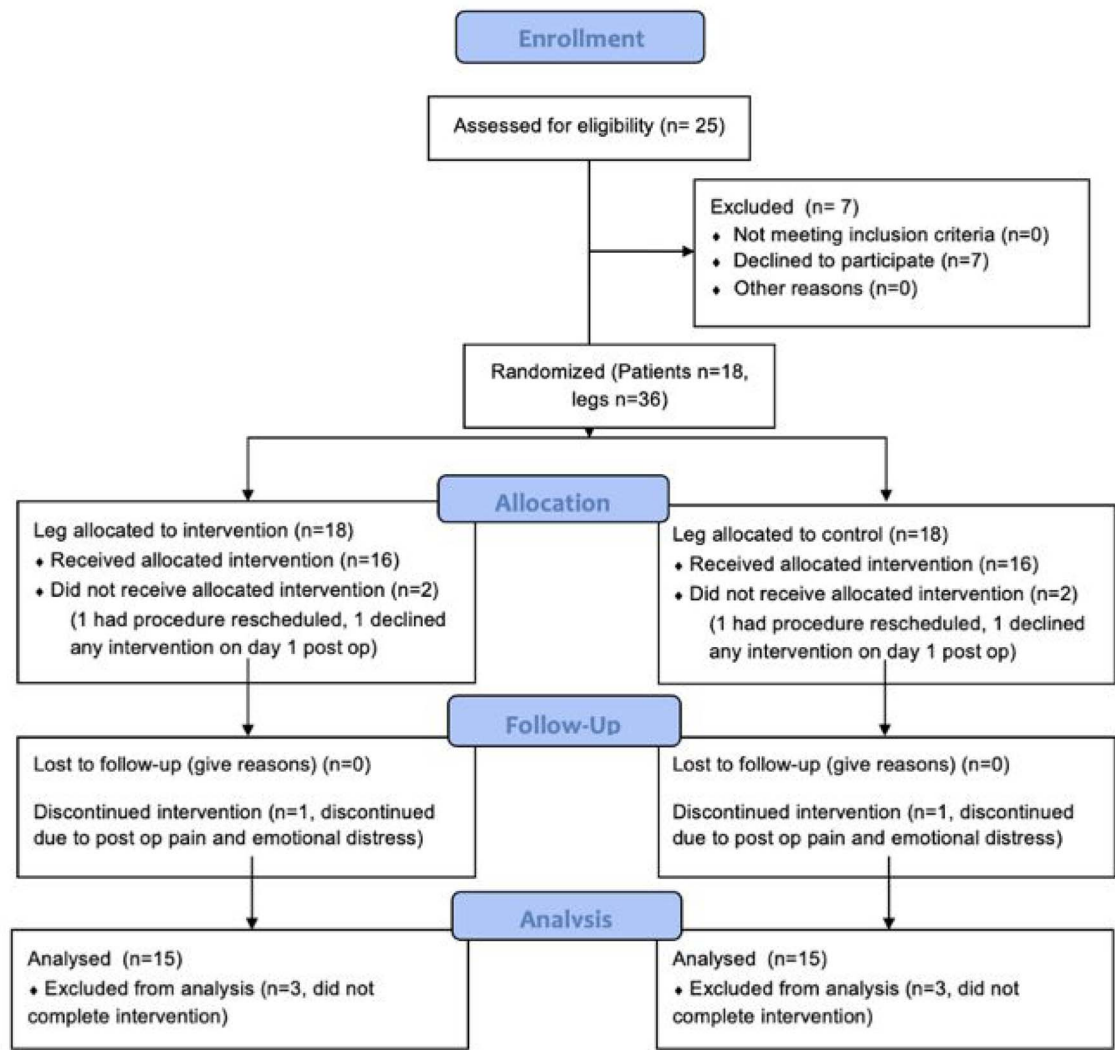 Enrollment
Assessed for eligibility (n= 25)
Excluded (n= 7)
♦ Not meeting inclusion criteria (n=0)
♦ Declined to participate (n=7)
♦ Other reasons (n=0)
Randomized (Patients n=18,
legs n=36)
Allocation
Leg allocated to intervention (n=18)
♦ Received allocated intervention (n=16)
♦ Did not receive allocated intervention (n=2)
(1 had procedure rescheduled, 1 declined
any intervention on day 1 post op)
Leg allocated to control (n=18)
♦ Received allocated intervention (n=16)
♦ Did not receive allocated intervention (n=2)
(1 had procedure rescheduled, 1 declined
any intervention on day 1 post op)
Follow-Up
Lost to follow-up (give reasons) (n=0)
Discontinued intervention (n=1, discontinued
due to post op pain and emotional distress)
Lost to follow-up (give reasons) (n=0)
Discontinued intervention (n=1, discontinued
due to post op pain and emotional distress)
Analysis
Analysed (n=15)
♦ Excluded from analysis (n=3, did not
complete intervention)
Analysed (n=15)
♦ Excluded from analysis (n=3, did not
complete intervention)